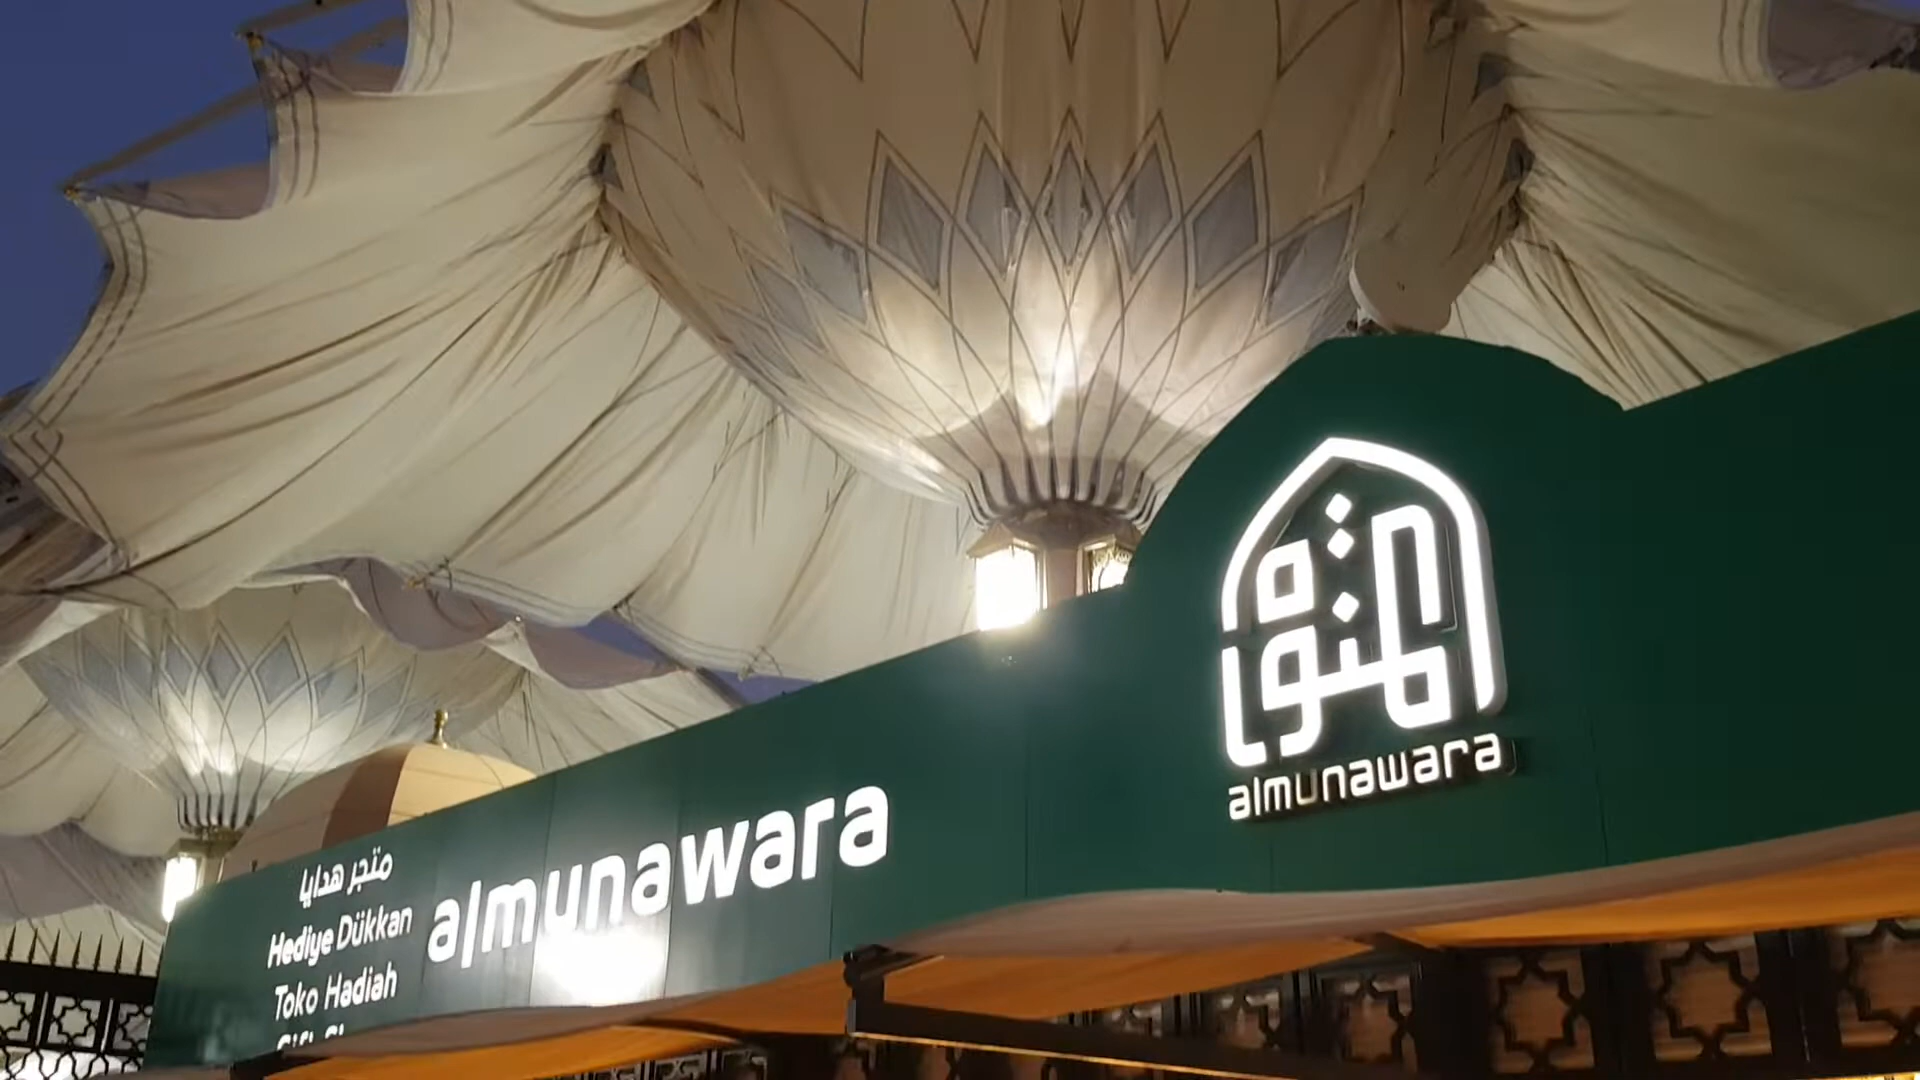 متجر هدايا
Hediye Dükkan
Toko Hadiah
almunawara
المنورة
almunawara